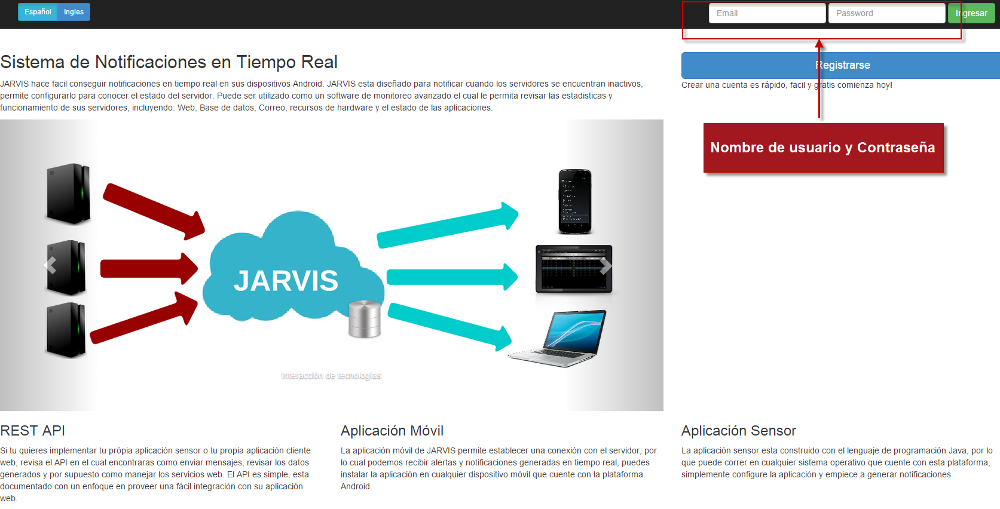 Español Ingles
Email Password Ingresar
Sistema de Notificaciones en Tiempo Real
JARVIS hace facil conseguir notificaciones en tiempo real en sus dispositivos Android. JARVIS esta diseñado para notificar cuando los servidores se encuentran inactivos,
permite configurarlo para conocer el estado del servidor. Puede ser utilizado como un software de monitoreo avanzado el cual le permita revisar las estadisticas y
funcionamiento de sus servidores, incluyendo: Web, Base de datos, Correo, recursos de hardware y el estado de las aplicaciones.
Registrarse
Crear una cuenta es rápido, facil y gratis comienza hoy!
Nombre de usuario y Contraseña
JARVIS
Interacción de tecnologías
REST API
Si tu quieres implementar tu própia aplicación sensor o tu propia aplicación cliente
web, revisa el API en el cual encontraras como enviar mensajes, revisar los datos
generados y por supuesto como manejar los servicios web. El API es simple, esta
documentado con un enfoque en proveer una fácil integración con su aplicación
web.
Aplicación Móvil
La aplicación móvil de JARVIS permite establecer una conexión con el servidor, por
lo cual podemos recibir alertas y notificaciones generadas en tiempo real, puedes
instalar la aplicación en cualquier dispositivo móvil que cuente con la plataforma
Android.
Aplicación Sensor
La aplicación sensor esta construido con el lenguaje de programación Java, por lo
que puede correr en cualquier sistema operativo que cuente con esta plataforma,
simplemente configure la aplicación y empiece a generar notificaciones.